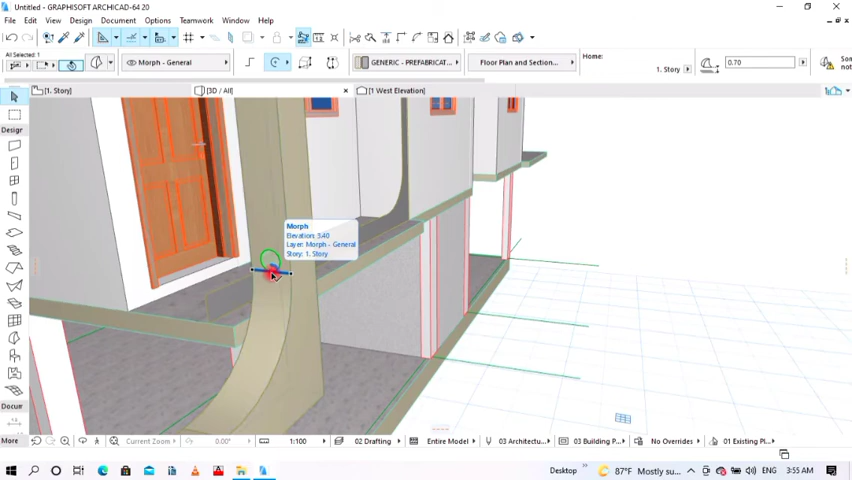 Untitled - GRAPHISOFT ARCHICAD-64 20
File Edit View Design Document Options Teamwork Window Help
All Selected: 1
Morph - General
GENERIC - PREFABRICAT...
Floor Plan and Section...
Home:
1. Story
0.70
Some
not
[1. Story]
[3D / All]
[1 West Elevation]
Design
Morph
Elevation: 3.40
Layer: Morph - General
Story: 1. Story
Docur
More
Current Zoom
0.00°
1:100
02 Drafting
Entire Model
03 Architectu...
03 Building P...
No Overrides
01 Existing Pl...
Desktop
87°F Mostly su...
ENG
3:55 AM